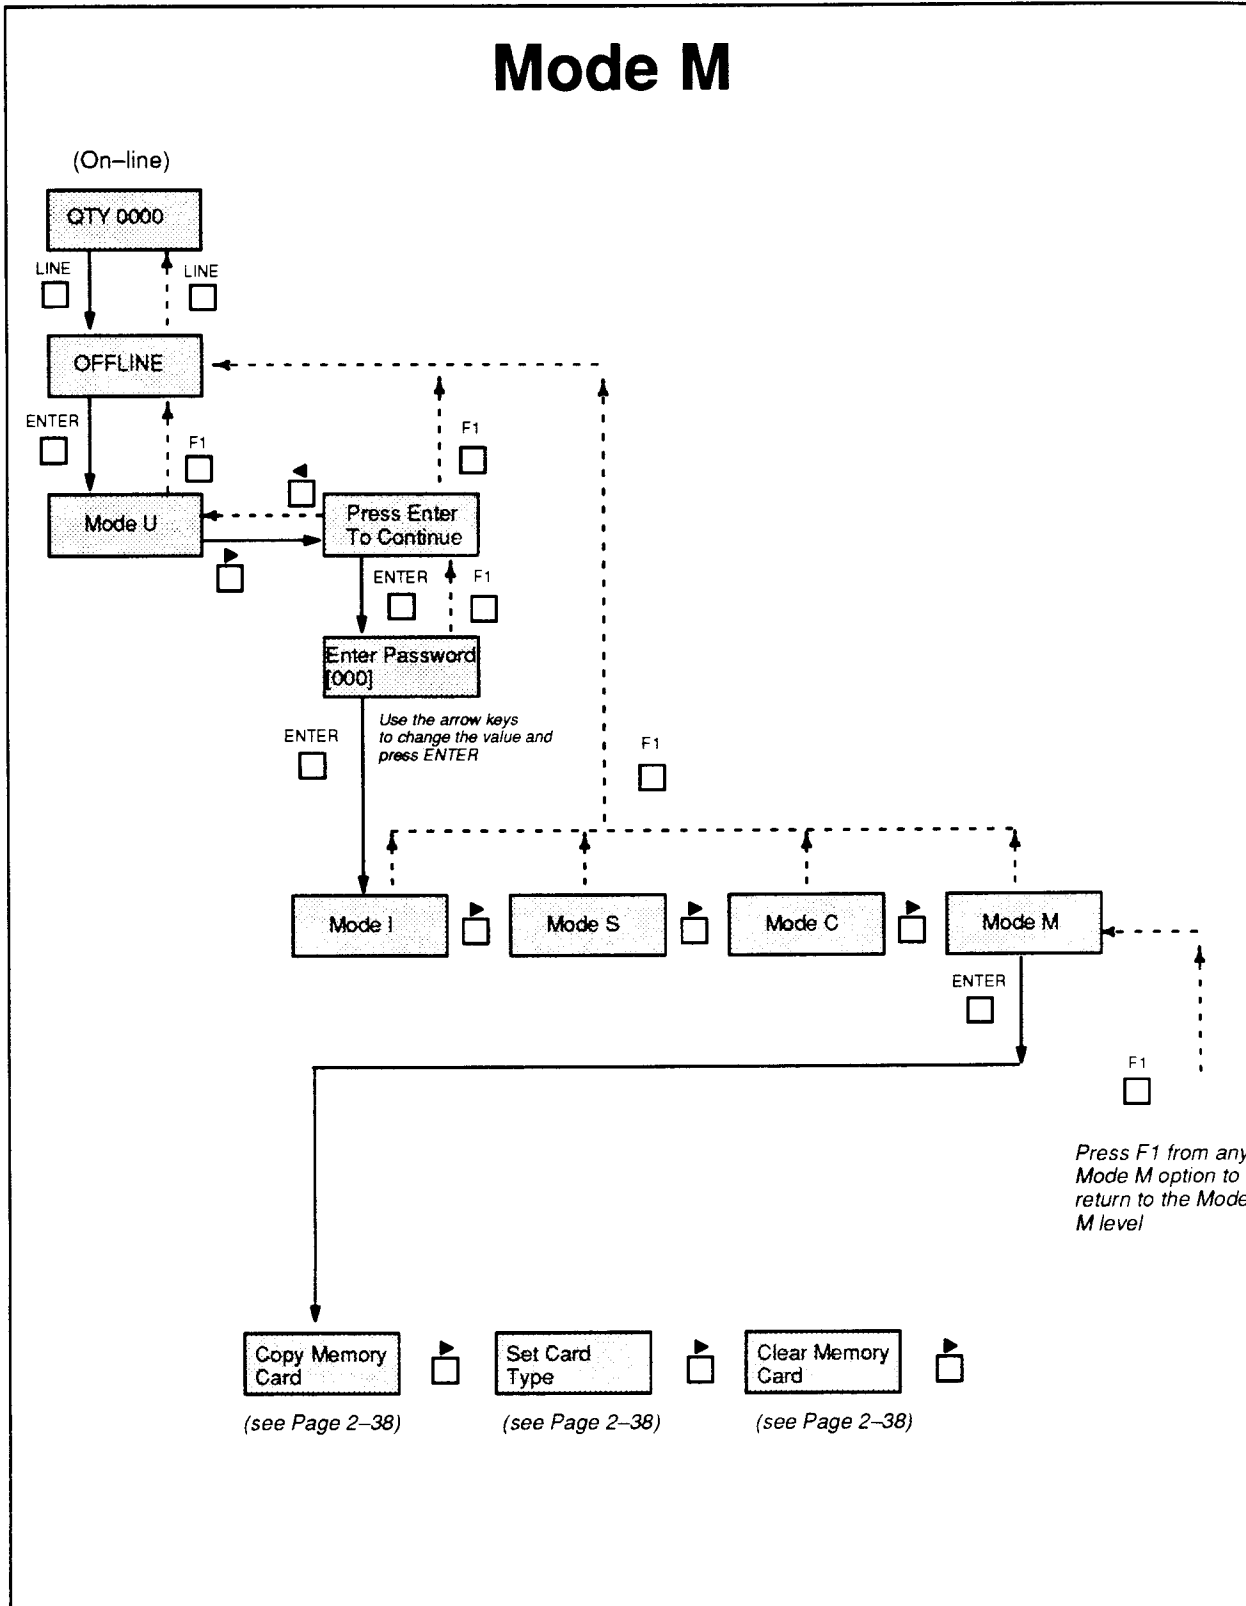 Mode M
(On–line)
QTY 0000
LINE
LINE
OFFLINE
ENTER
F1
F1
Mode U
Press Enter
To Continue
ENTER
F1
Enter Password
[000]
Use the arrow keys
to change the value and
press ENTER
ENTER
F1
Mode I
Mode S
Mode C
Mode M
ENTER
F1
Press F1 from any
Mode M option to
return to the Mode
M level
Copy Memory
Card
Set Card
Type
Clear Memory
Card
(see Page 2–38)
(see Page 2–38)
(see Page 2–38)